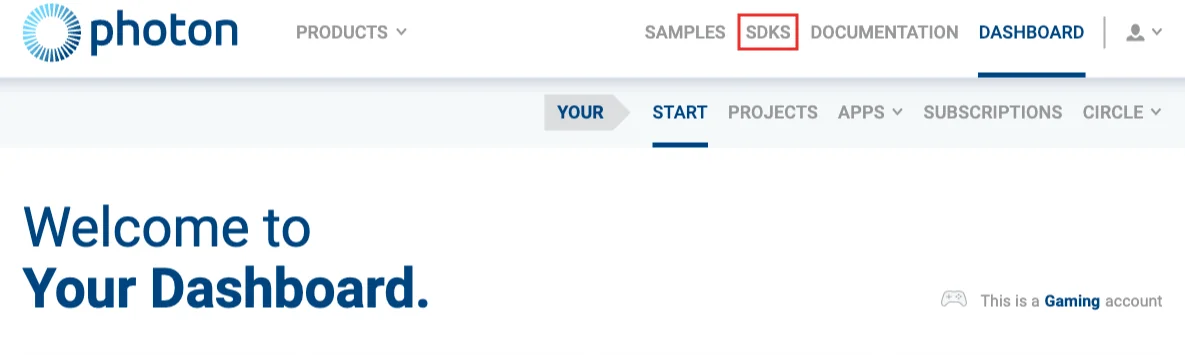 photon PRODUCTS SAMPLES SDKS DOCUMENTATION DASHBOARD
YOUR START PROJECTS APPS SUBSCRIPTIONS CIRCLE
Welcome to
Your Dashboard.
This is a Gaming account